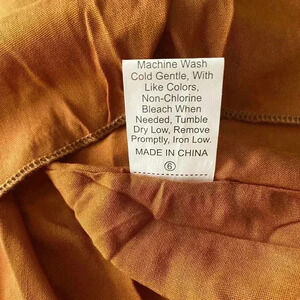 Machine Wash
Cold Gentle, With
Like Colors,
Non-Chlorine
Bleach When
Needed, Tumble
Dry Low, Remove
Promptly, Iron Low.
MADE IN CHINA
⑥